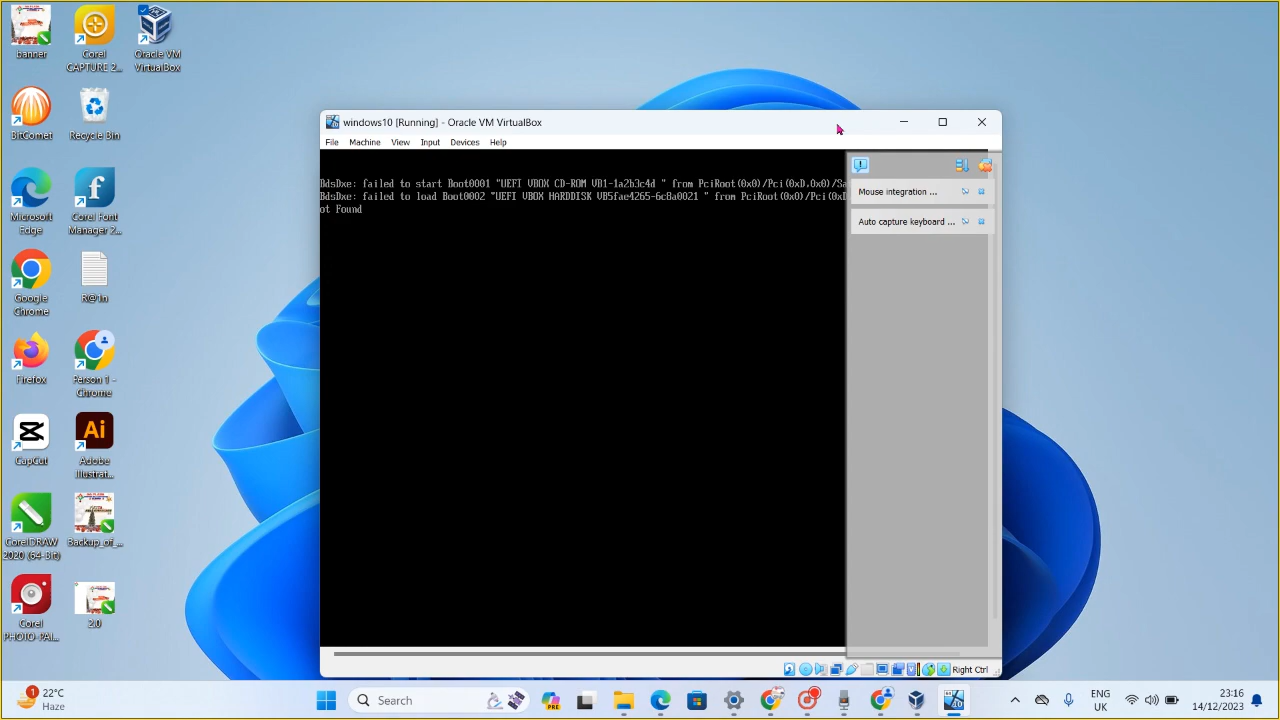 banner
Corel
CAPTURE 2...
Oracle VM
VirtualBox
BitComet
Recycle Bin
Microsoft
Edge
Corel Font
Manager 2...
Google
Chrome
R@1n
Firefox
Person 1 -
Chrome
CapCut
Ai
Adobe
Illustrat...
CorelDRAW
2020 (64-Bit)
Backup_of_...
Corel
PHOTO-PAI...
2.0
windows10 [Running] - Oracle VM VirtualBox
File Machine View Input Devices Help
BdsDxe: failed to start Boot0001 "UEFI VBOX CD-ROM VB1-1a2b3c4d " from PciRoot(0x0)/Pci(0xD,0x0)/Sa
BdsDxe: failed to load Boot0002 "UEFI VBOX HARDDISK VB5fae4265-6c8a0021 " from PciRoot(0x0)/Pci(0xD
ot Found
Mouse integration ...
Auto capture keyboard ...
Right Ctrl
1
22°C
Haze
Search
PRE
ENG
UK
23:16
14/12/2023